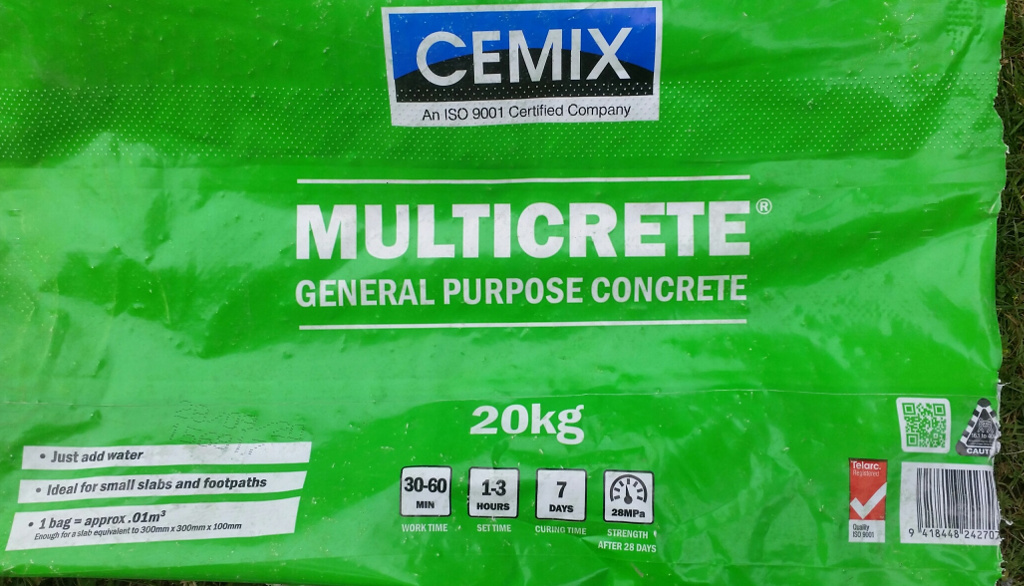 CEMIX
An ISO 9001 Certified Company
MULTICRETE®
GENERAL PURPOSE CONCRETE
20kg
• Just add water
• Ideal for small slabs and footpaths
• 1 bag = approx .01m³
Enough for a slab equivalent to 300mm x 300mm x 100mm
30-60
MIN
WORK TIME
1-3
HOURS
SET TIME
7
DAYS
CURING TIME
28MPa
STRENGTH
AFTER 28 DAYS
Telarc.
Registered
Quality
ISO 9001
CAUT
9 418448 242707